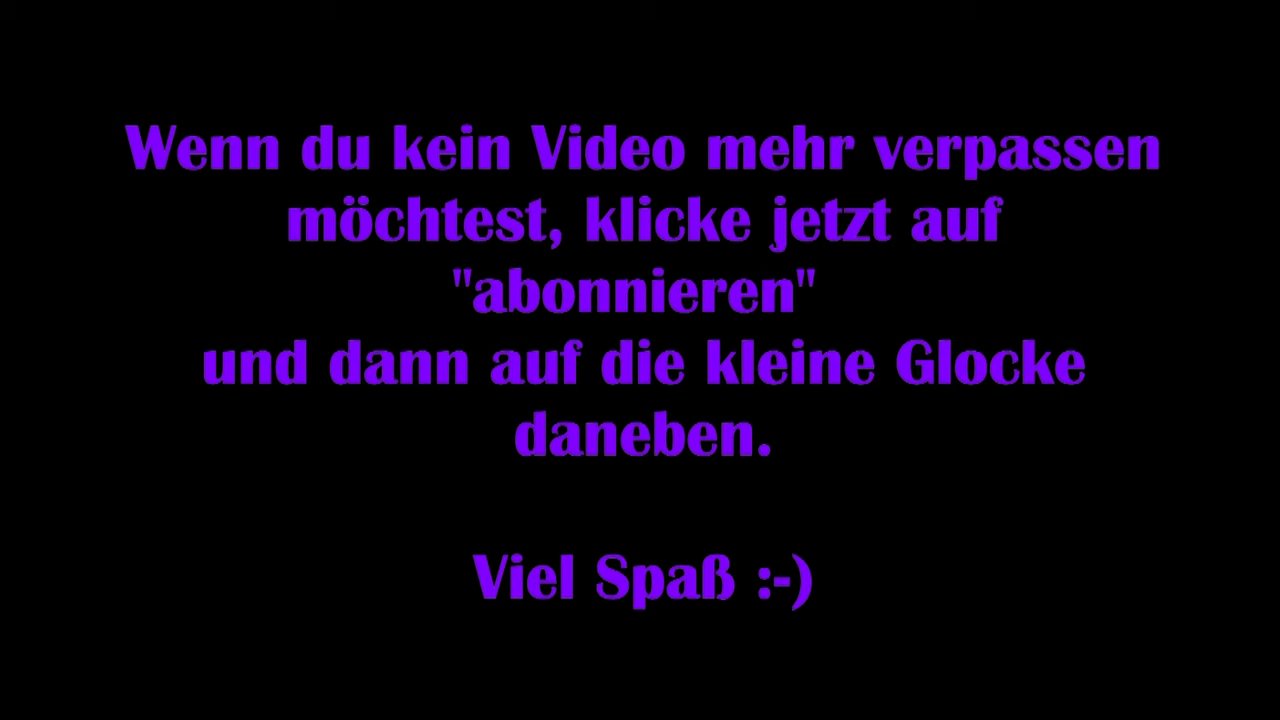 Wenn du kein Video mehr verpassen
möchtest, klicke jetzt auf
"abonnieren"
und dann auf die kleine Glocke
daneben.
Viel Spaß :-)